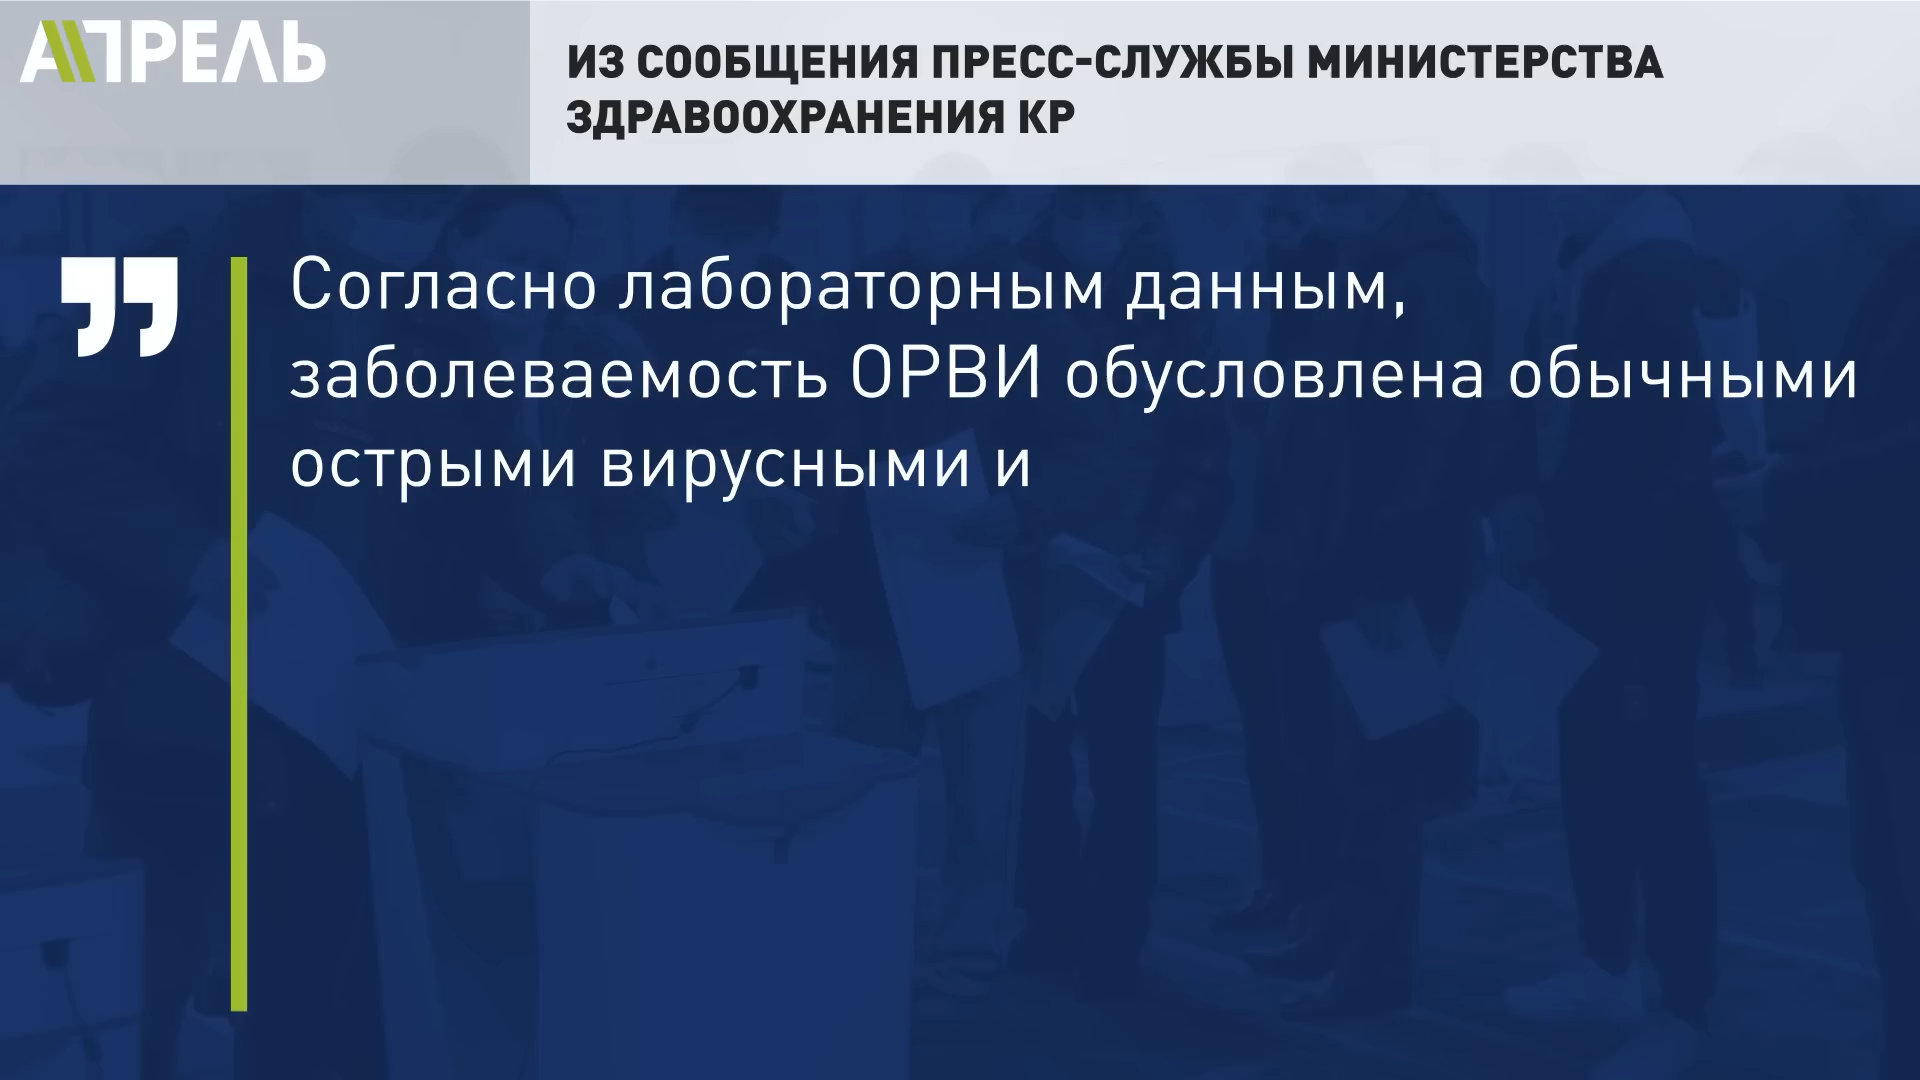 АПРЕЛЬ
ИЗ СООБЩЕНИЯ ПРЕСС-СЛУЖБЫ МИНИСТЕРСТВА
ЗДРАВООХРАНЕНИЯ КР
Согласно лабораторным данным,
заболеваемость ОРВИ обусловлена обычными
острыми вирусными и